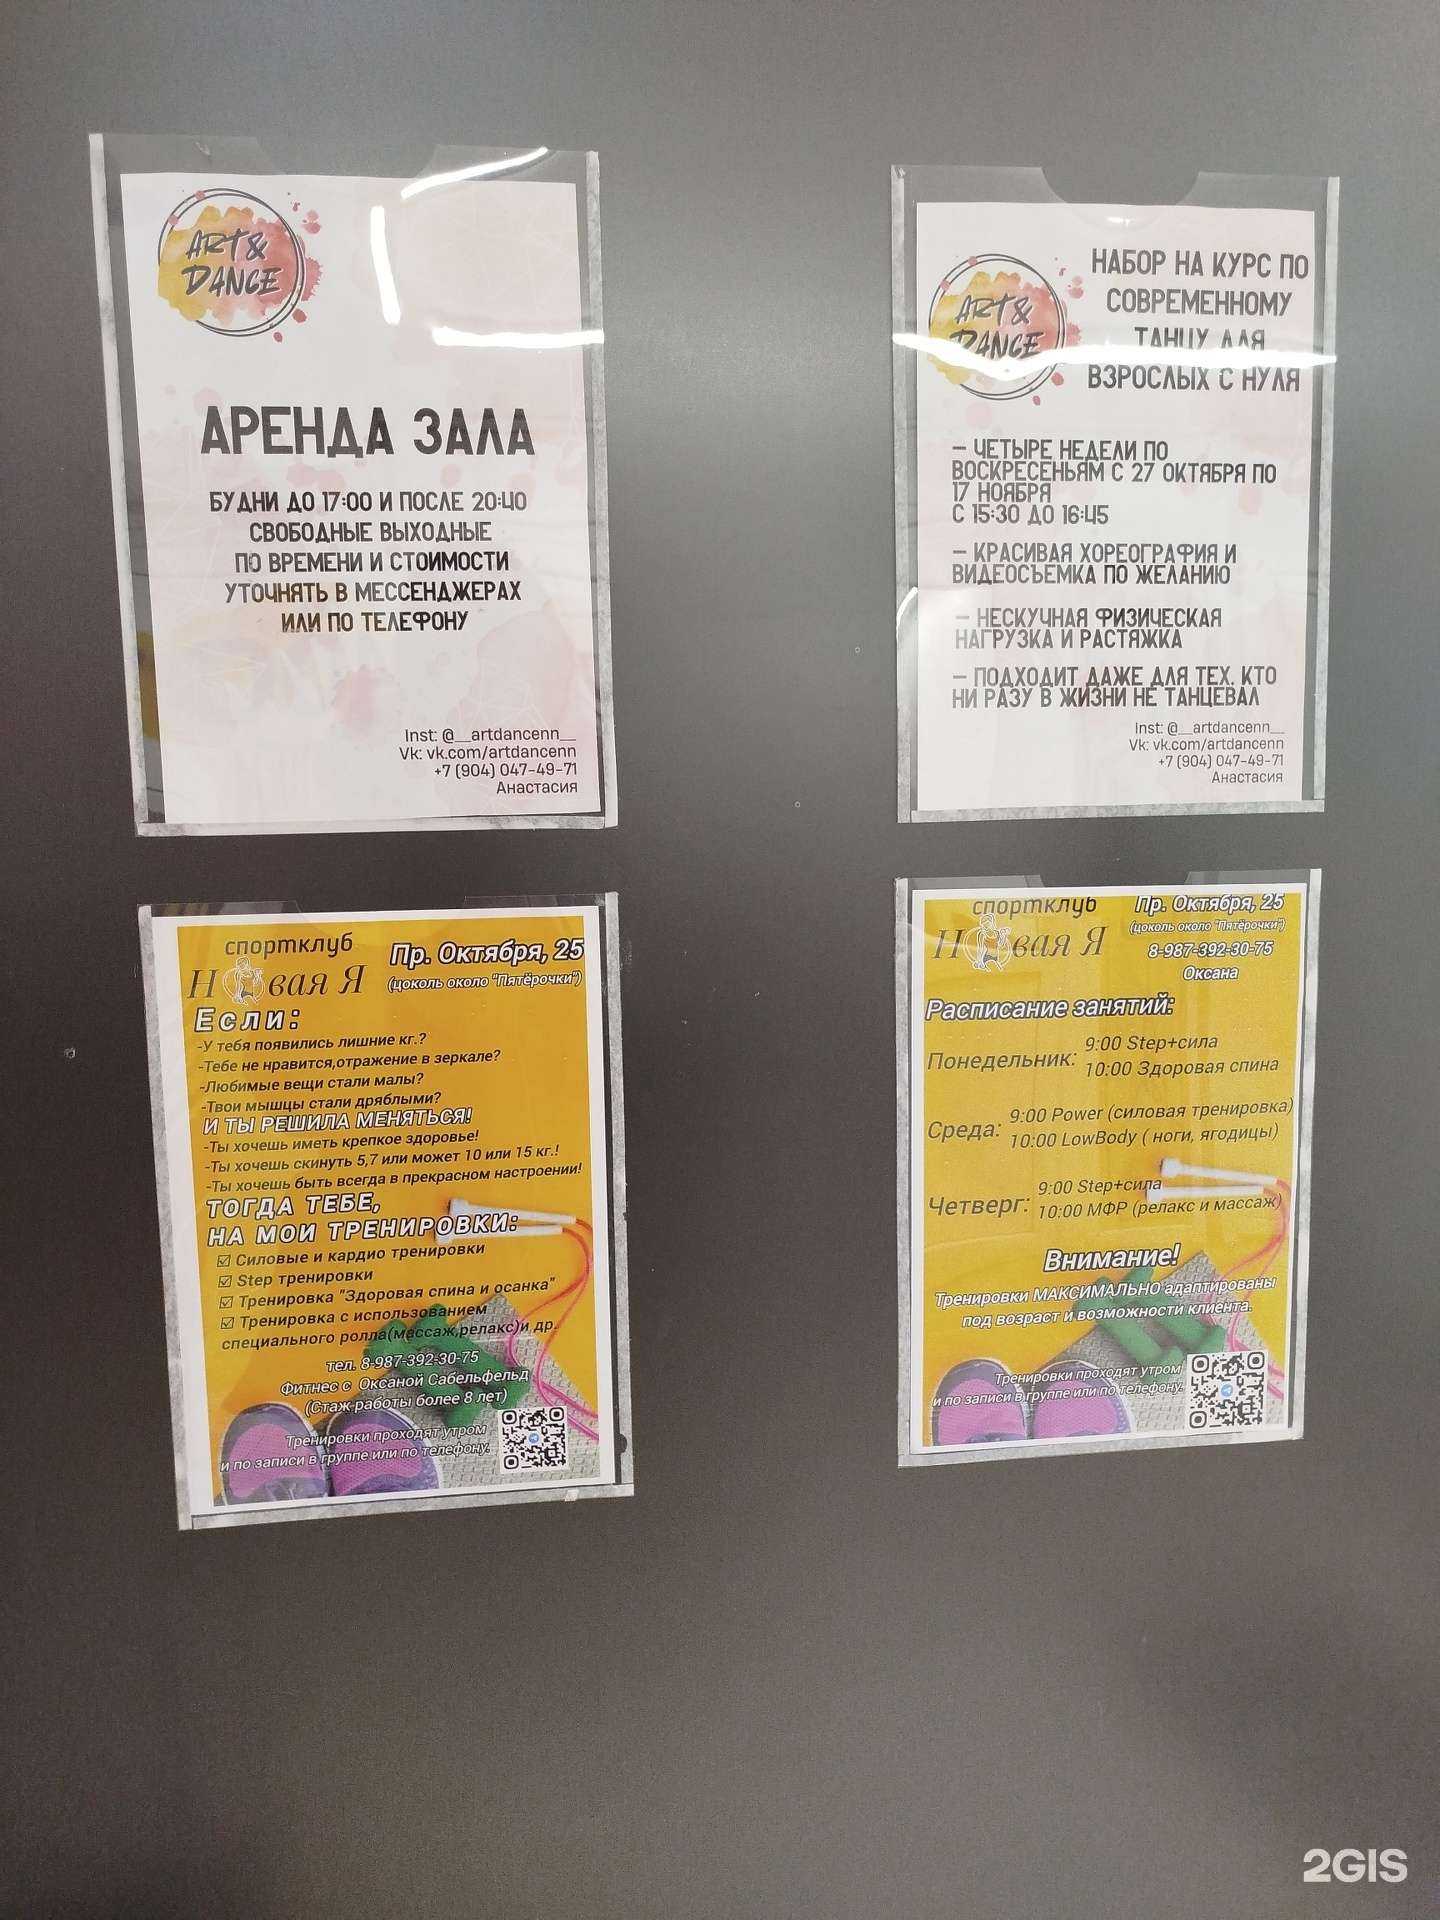 ART&
DANCE
АРЕНДА ЗАЛА
БУДНИ ДО 17:00 И ПОСЛЕ 20:40
СВОБОДНЫЕ ВЫХОДНЫЕ
ПО ВРЕМЕНИ И СТОИМОСТИ
УТОЧНЯТЬ В МЕССЕНДЖЕРАХ
ИЛИ ПО ТЕЛЕФОНУ
Inst: @__artdancenn__
Vk: vk.com/artdancenn
+7 (904) 047-49-71
Анастасия
ART&
DANCE
НАБОР НА КУРС ПО
СОВРЕМЕННОМУ
ТАНЦУ ДЛЯ
ВЗРОСЛЫХ С НУЛЯ
– ЧЕТЫРЕ НЕДЕЛИ ПО
ВОСКРЕСЕНЬЯМ С 27 ОКТЯБРЯ ПО
17 НОЯБРЯ
С 15:30 ДО 16:45
– КРАСИВАЯ ХОРЕОГРАФИЯ И
ВИДЕОСЪЕМКА ПО ЖЕЛАНИЮ
– НЕСКУЧНАЯ ФИЗИЧЕСКАЯ
НАГРУЗКА И РАСТЯЖКА
– ПОДХОДИТ ДАЖЕ ДЛЯ ТЕХ, КТО
НИ РАЗУ В ЖИЗНИ НЕ ТАНЦЕВАЛ
Inst: @__artdancenn__
Vk: vk.com/artdancenn
+7 (904) 047-49-71
Анастасия
спортклуб
Новая Я
Пр. Октября, 25
(цоколь около "Пятёрочки")
Если:
-У тебя появились лишние кг.?
-Тебе не нравится,отражение в зеркале?
-Любимые вещи стали малы?
-Твои мышцы стали дряблыми?
И ТЫ РЕШИЛА МЕНЯТЬСЯ!
-Ты хочешь иметь крепкое здоровье!
-Ты хочешь скинуть 5,7 или может 10 или 15 кг.!
-Ты хочешь быть всегда в прекрасном настроении!
ТОГДА ТЕБЕ,
НА МОИ ТРЕНИРОВКИ:
☑ Силовые и кардио тренировки
☑ Step тренировки
☑ Тренировка "Здоровая спина и осанка"
☑ Тренировка с использованием
специального ролла(массаж,релакс)и др.
тел. 8-987-392-30-75
Фитнес с Оксаной Сабельфельд
(Стаж работы более 8 лет)
Тренировки проходят утром
и по записи в группе или по телефону.
спортклуб
Новая Я
Пр. Октября, 25
(цоколь около "Пятёрочки")
8-987-392-30-75
Оксана
Расписание занятий:
Понедельник: 9:00 Step+сила
10:00 Здоровая спина
Среда: 9:00 Power (силовая тренировка)
10:00 LowBody ( ноги, ягодицы)
Четверг: 9:00 Step+сила
10:00 МФР (релакс и массаж)
Внимание!
Тренировки МАКСИМАЛЬНО адаптированы
под возраст и возможности клиента.
Тренировки проходят утром
и по записи в группе или по телефону.
2GIS